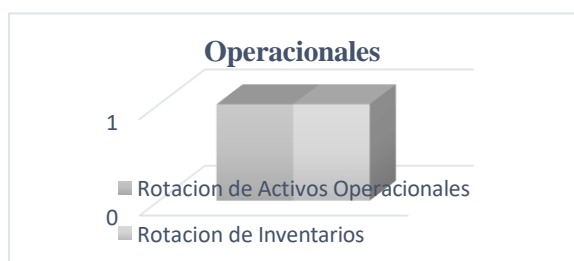 Operacionales
1
Rotacion de Activos Operacionales
0
Rotacion de Inventarios